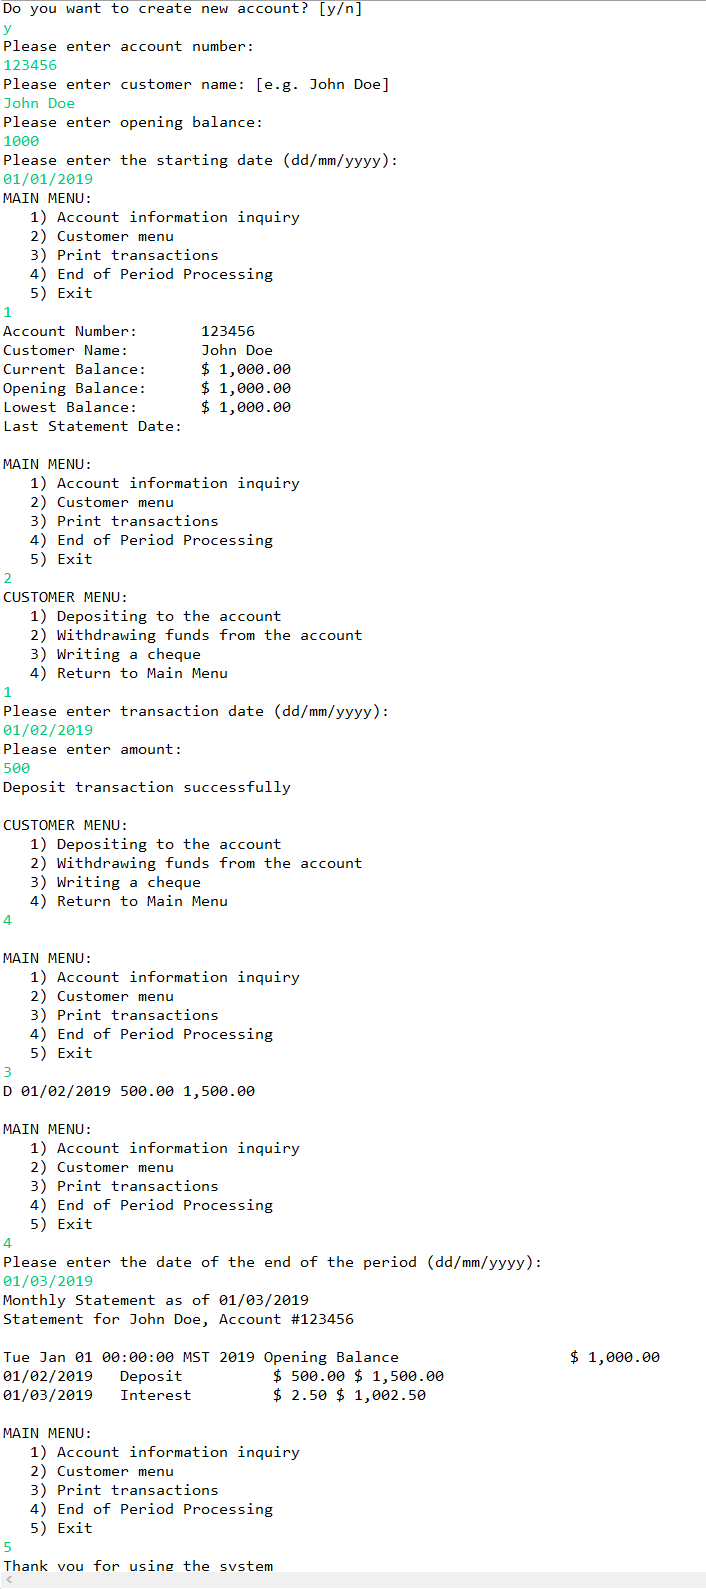 Do you want to create new account? [y/n]
y
Please enter account number:
123456
Please enter customer name: [e.g. John Doe]
John Doe
Please enter opening balance:
1000
Please enter the starting date (dd/mm/yyyy):
01/01/2019
MAIN MENU:
   1) Account information inquiry
   2) Customer menu
   3) Print transactions
   4) End of Period Processing
   5) Exit
1
Account Number:       123456
Customer Name:        John Doe
Current Balance:      $ 1,000.00
Opening Balance:      $ 1,000.00
Lowest Balance:       $ 1,000.00
Last Statement Date:

MAIN MENU:
   1) Account information inquiry
   2) Customer menu
   3) Print transactions
   4) End of Period Processing
   5) Exit
2
CUSTOMER MENU:
   1) Depositing to the account
   2) Withdrawing funds from the account
   3) Writing a cheque
   4) Return to Main Menu
1
Please enter transaction date (dd/mm/yyyy):
01/02/2019
Please enter amount:
500
Deposit transaction successfully

CUSTOMER MENU:
   1) Depositing to the account
   2) Withdrawing funds from the account
   3) Writing a cheque
   4) Return to Main Menu
4

MAIN MENU:
   1) Account information inquiry
   2) Customer menu
   3) Print transactions
   4) End of Period Processing
   5) Exit
3
D 01/02/2019 500.00 1,500.00

MAIN MENU:
   1) Account information inquiry
   2) Customer menu
   3) Print transactions
   4) End of Period Processing
   5) Exit
4
Please enter the date of the end of the period (dd/mm/yyyy):
01/03/2019
Monthly Statement as of 01/03/2019
Statement for John Doe, Account #123456

Tue Jan 01 00:00:00 MST 2019 Opening Balance                   $ 1,000.00
01/02/2019   Deposit          $ 500.00 $ 1,500.00
01/03/2019   Interest         $ 2.50 $ 1,002.50

MAIN MENU:
   1) Account information inquiry
   2) Customer menu
   3) Print transactions
   4) End of Period Processing
   5) Exit
5
Thank you for using the system